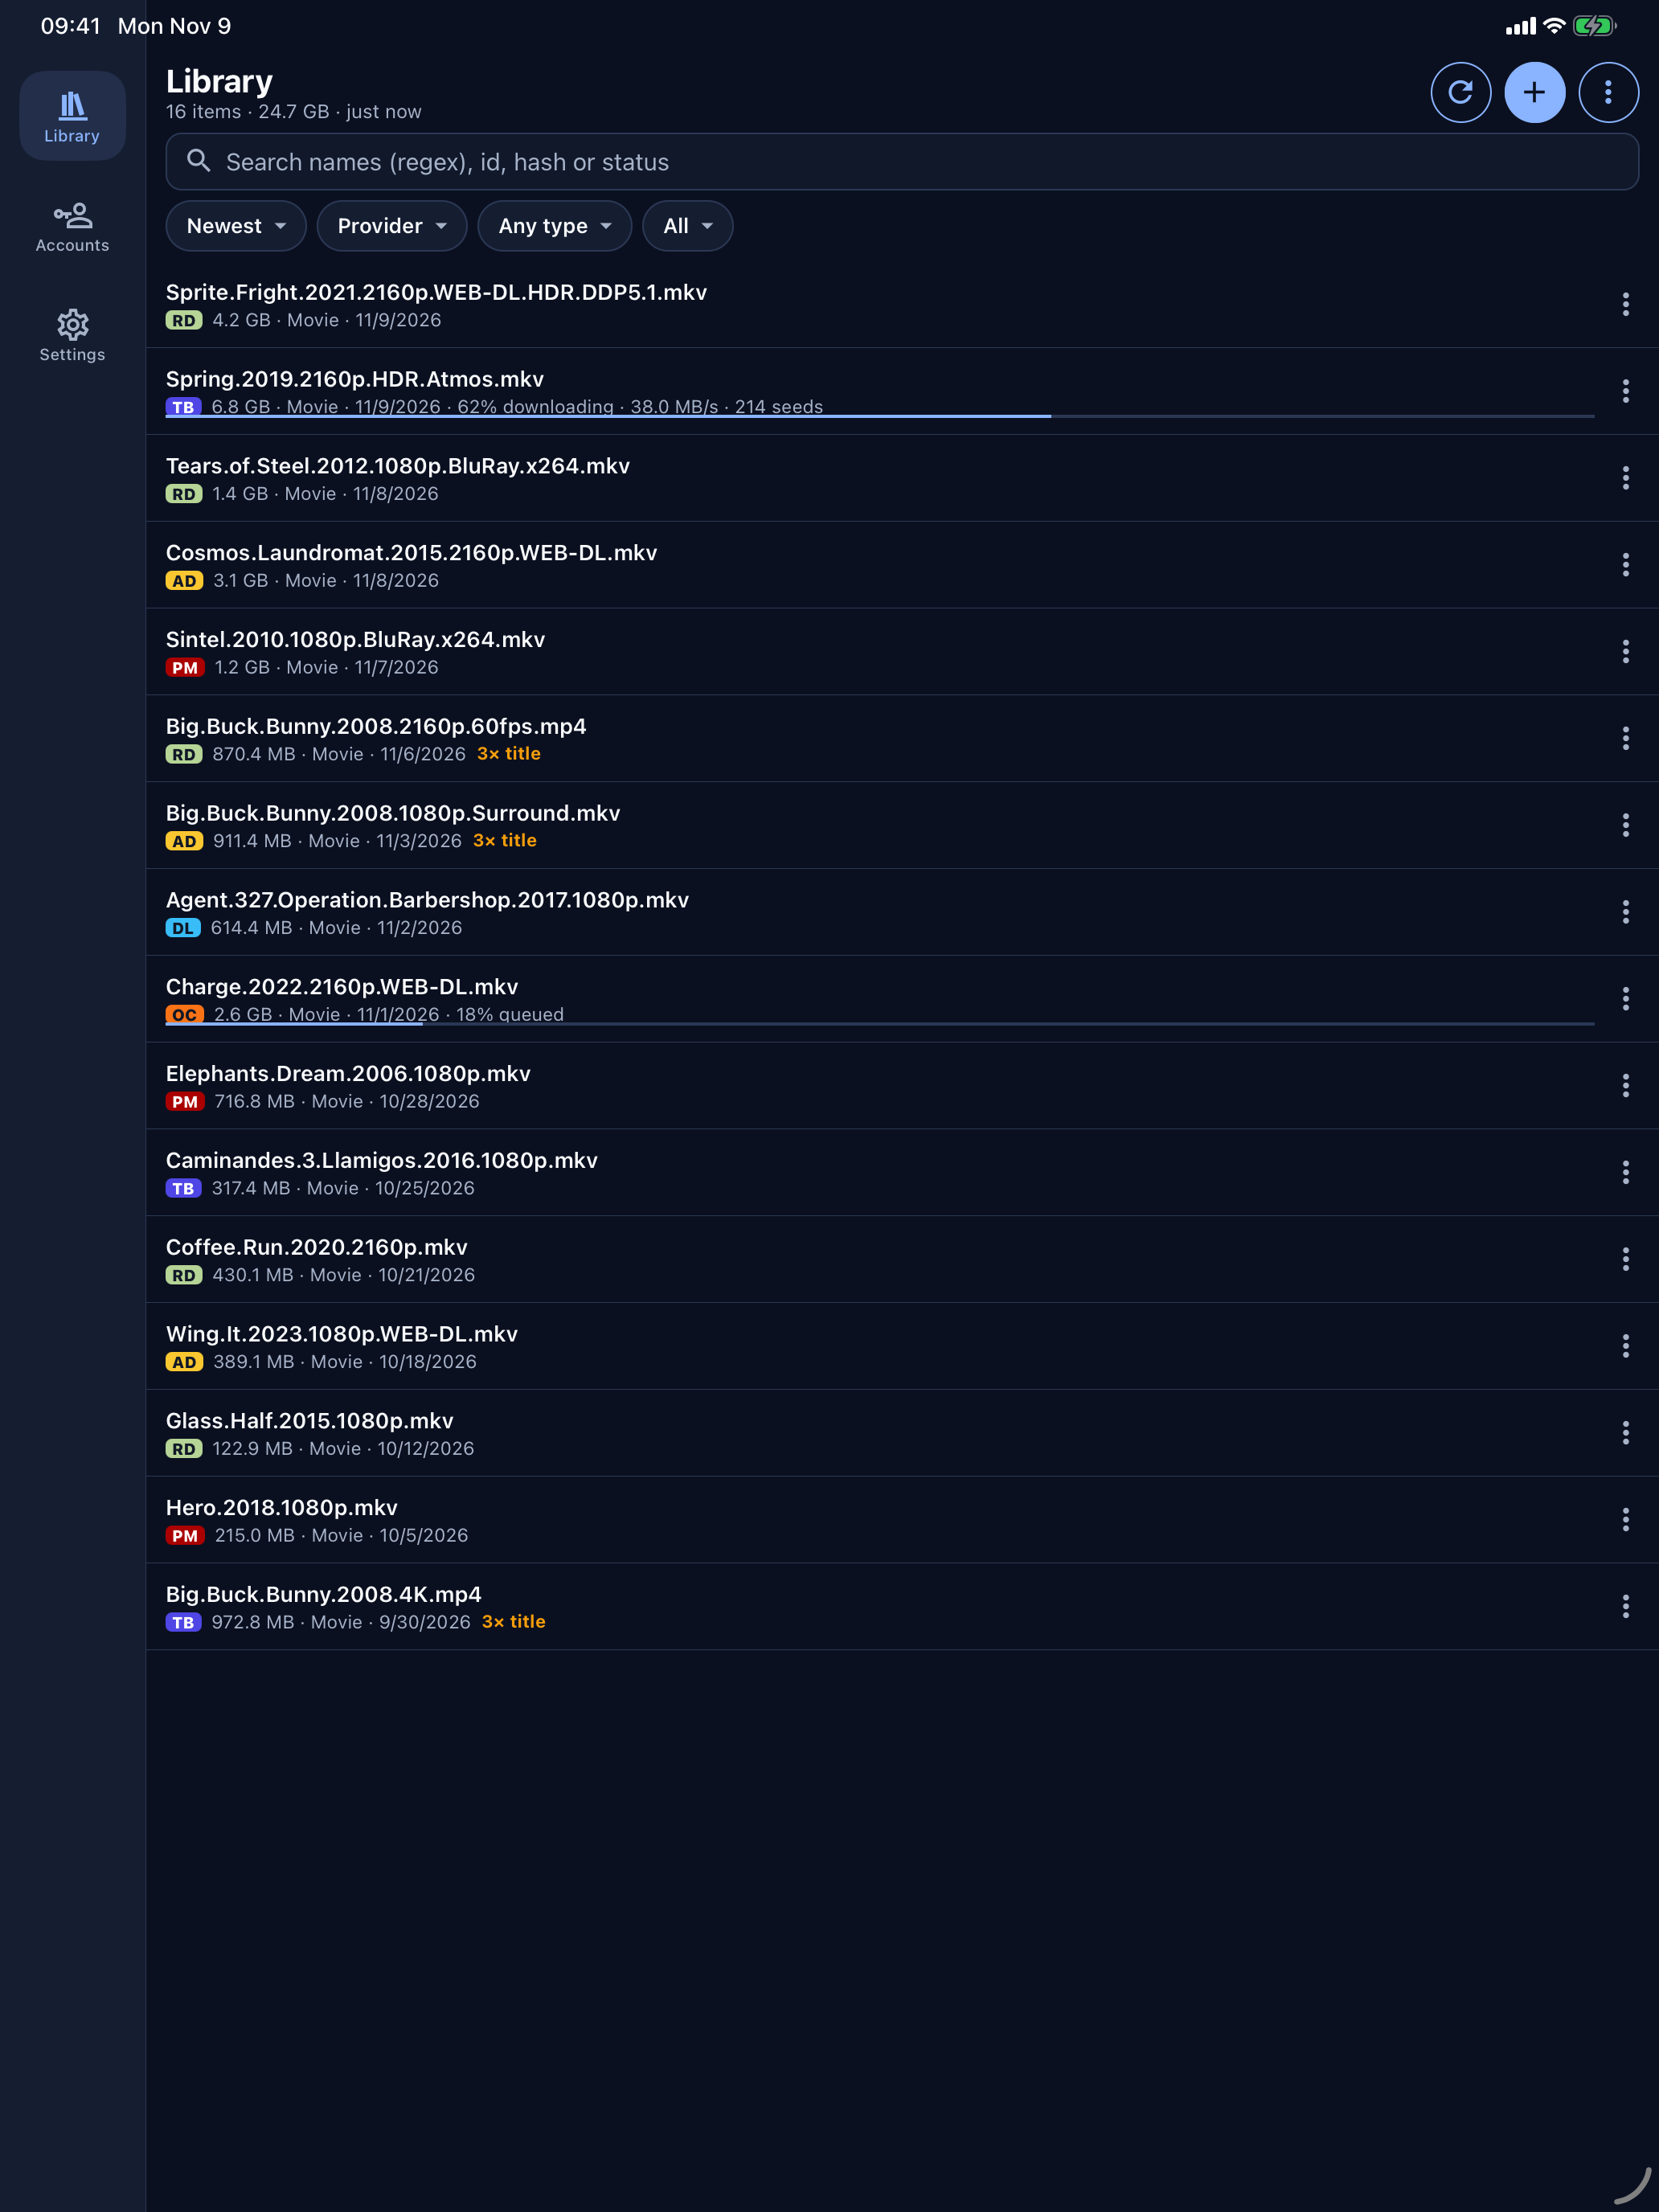 09:41 Mon Nov 9
Library
16 items · 24.7 GB · just now
Search names (regex), id, hash or status
Newest Provider Any type All
Library
Accounts
Settings
Sprite.Fright.2021.2160p.WEB-DL.HDR.DDP5.1.mkv
RD 4.2 GB · Movie · 11/9/2026
Spring.2019.2160p.HDR.Atmos.mkv
TB 6.8 GB · Movie · 11/9/2026 · 62% downloading · 38.0 MB/s · 214 seeds
Tears.of.Steel.2012.1080p.BluRay.x264.mkv
RD 1.4 GB · Movie · 11/8/2026
Cosmos.Laundromat.2015.2160p.WEB-DL.mkv
AD 3.1 GB · Movie · 11/8/2026
Sintel.2010.1080p.BluRay.x264.mkv
PM 1.2 GB · Movie · 11/7/2026
Big.Buck.Bunny.2008.2160p.60fps.mp4
RD 870.4 MB · Movie · 11/6/2026 3× title
Big.Buck.Bunny.2008.1080p.Surround.mkv
AD 911.4 MB · Movie · 11/3/2026 3× title
Agent.327.Operation.Barbershop.2017.1080p.mkv
DL 614.4 MB · Movie · 11/2/2026
Charge.2022.2160p.WEB-DL.mkv
OC 2.6 GB · Movie · 11/1/2026 · 18% queued
Elephants.Dream.2006.1080p.mkv
PM 716.8 MB · Movie · 10/28/2026
Caminandes.3.Llamigos.2016.1080p.mkv
TB 317.4 MB · Movie · 10/25/2026
Coffee.Run.2020.2160p.mkv
RD 430.1 MB · Movie · 10/21/2026
Wing.It.2023.1080p.WEB-DL.mkv
AD 389.1 MB · Movie · 10/18/2026
Glass.Half.2015.1080p.mkv
RD 122.9 MB · Movie · 10/12/2026
Hero.2018.1080p.mkv
PM 215.0 MB · Movie · 10/5/2026
Big.Buck.Bunny.2008.4K.mp4
TB 972.8 MB · Movie · 9/30/2026 3× title